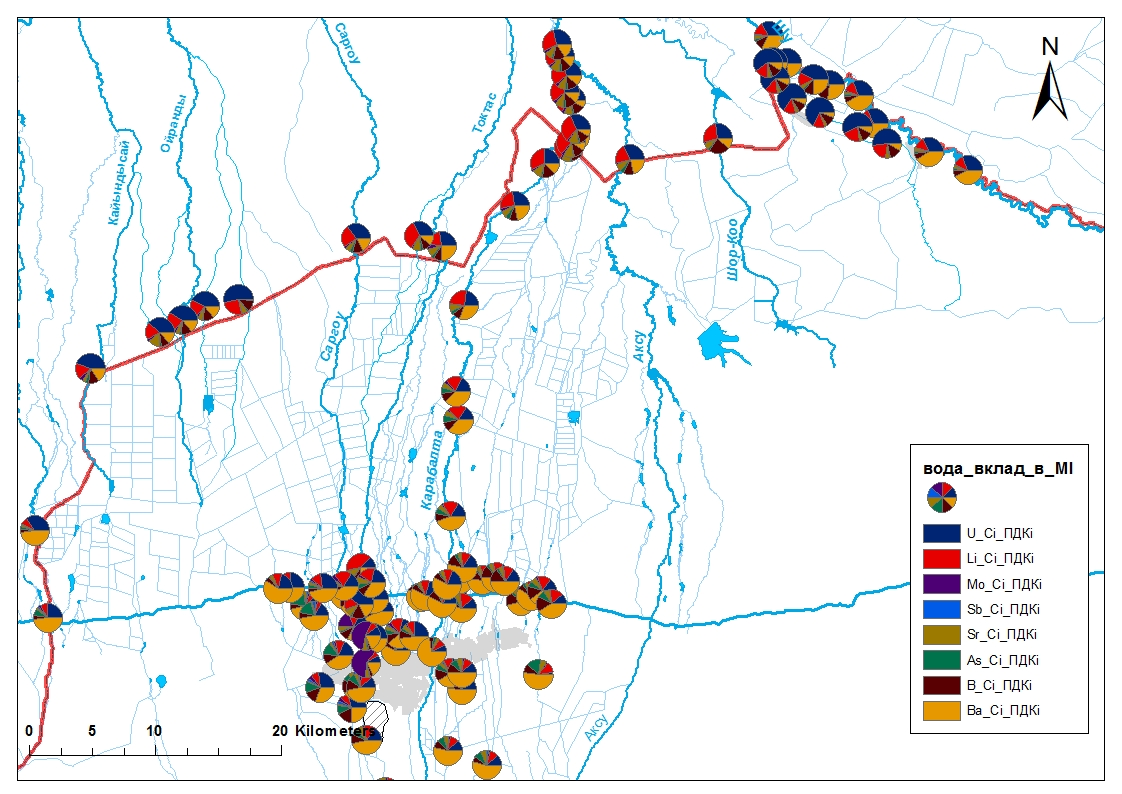 Шу
Саргоу
N
Токтас
Ойранды
Кайындысай
Шор-Коо
Саргоу
Аксу
Карабалта
вода_вклад_в_MI
U_Ci_ПДКi
Li_Ci_ПДКi
Mo_Ci_ПДКi
Sb_Ci_ПДКi
Sr_Ci_ПДКi
As_Ci_ПДКi
B_Ci_ПДКi
Ba_Ci_ПДКi
Аксу
0 5 10 20 Kilometers